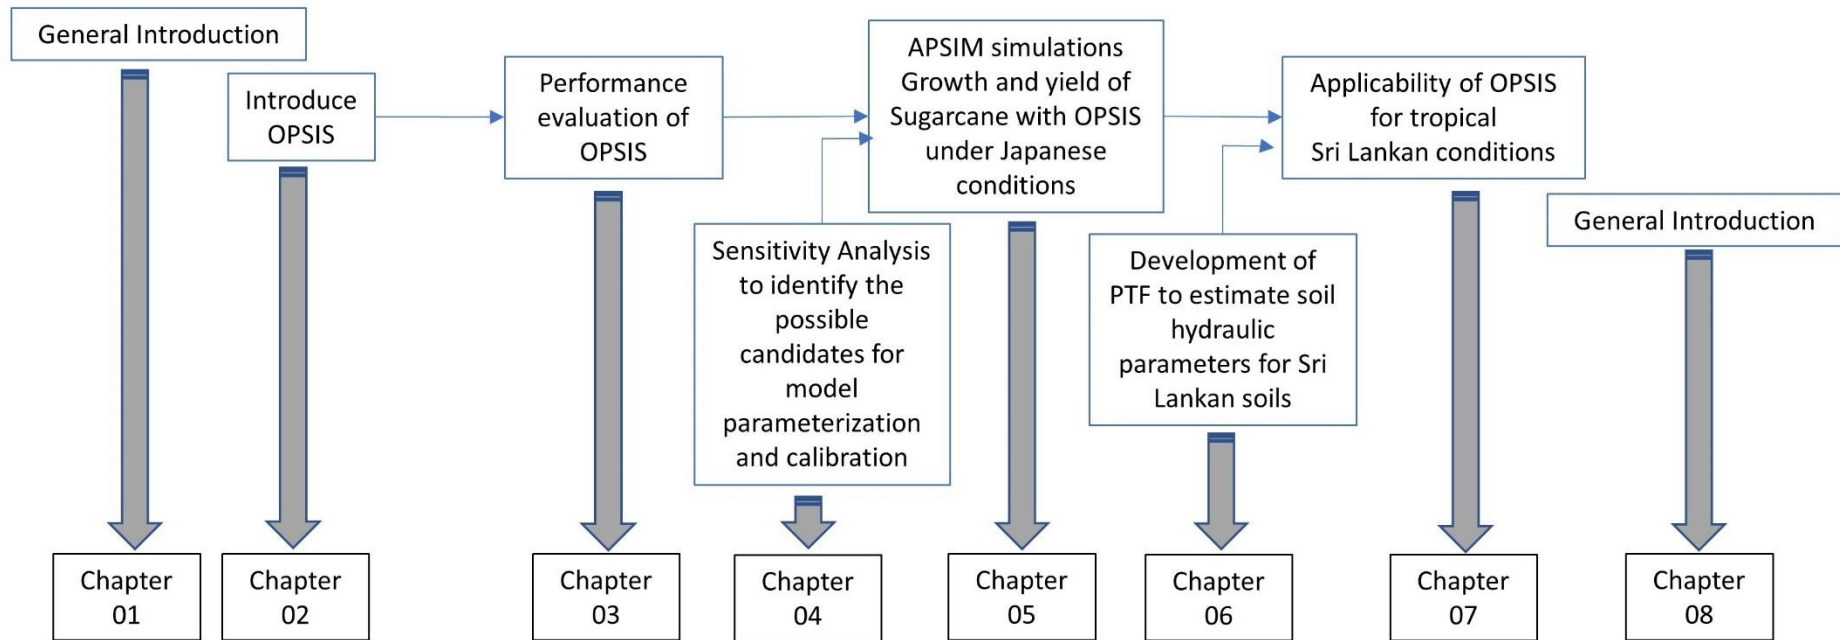 General Introduction
Introduce
OPSIS
Performance
evaluation of
OPSIS
APSIM simulations
Growth and yield of
Sugarcane with OPSIS
under Japanese
conditions
Applicability of OPSIS
for tropical
Sri Lankan conditions
General Introduction
Sensitivity Analysis
to identify the
possible
candidates for
model
parameterization
and calibration
Development of
PTF to estimate soil
hydraulic
parameters for Sri
Lankan soils
Chapter
01
Chapter
02
Chapter
03
Chapter
04
Chapter
05
Chapter
06
Chapter
07
Chapter
08